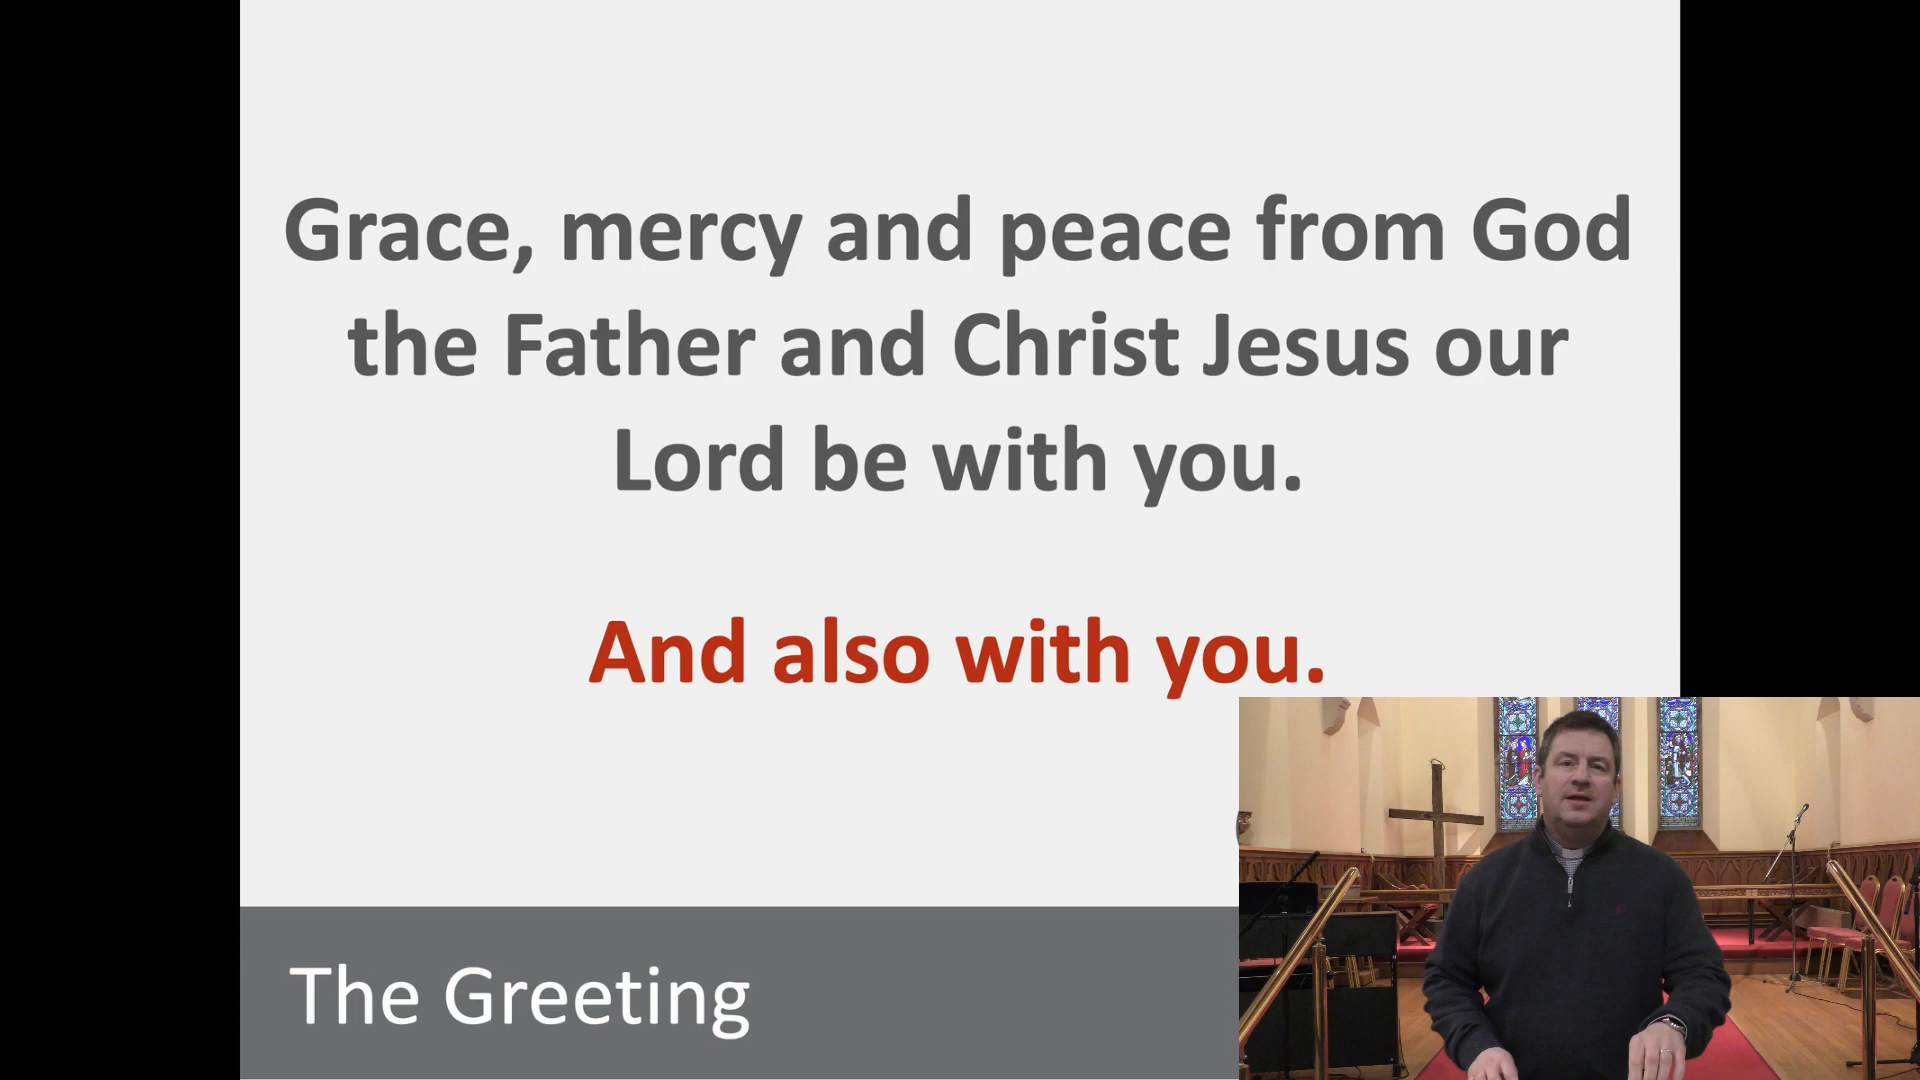 Grace, mercy and peace from God
the Father and Christ Jesus our
Lord be with you.
And also with you.
The Greeting